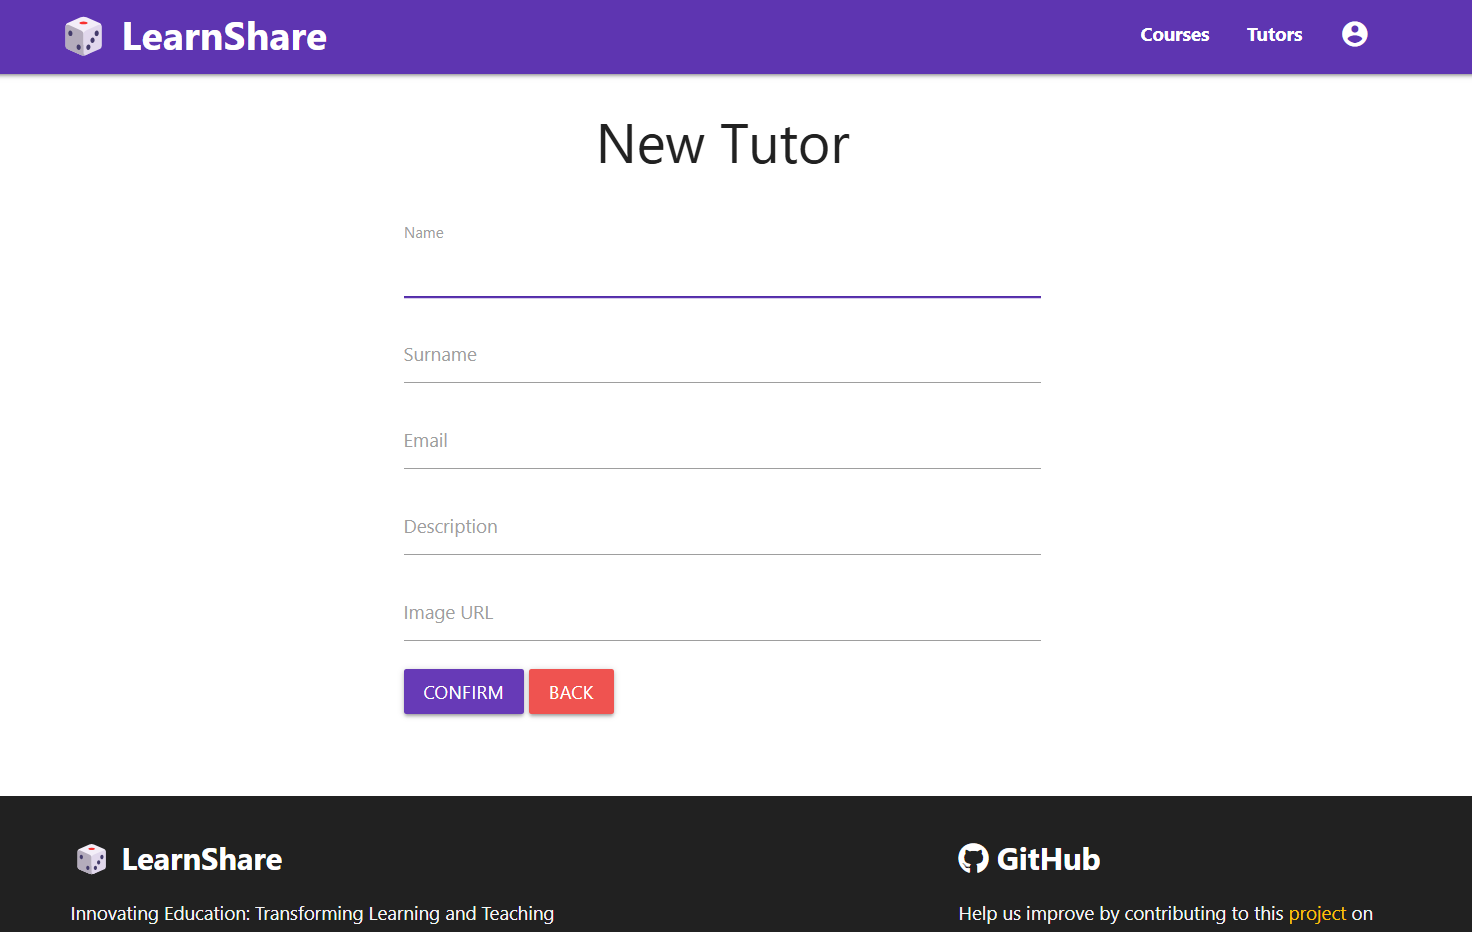 LearnShare
Courses Tutors
New Tutor
Name
Surname
Email
Description
Image URL
CONFIRM BACK
LearnShare
Innovating Education: Transforming Learning and Teaching
GitHub
Help us improve by contributing to this project on